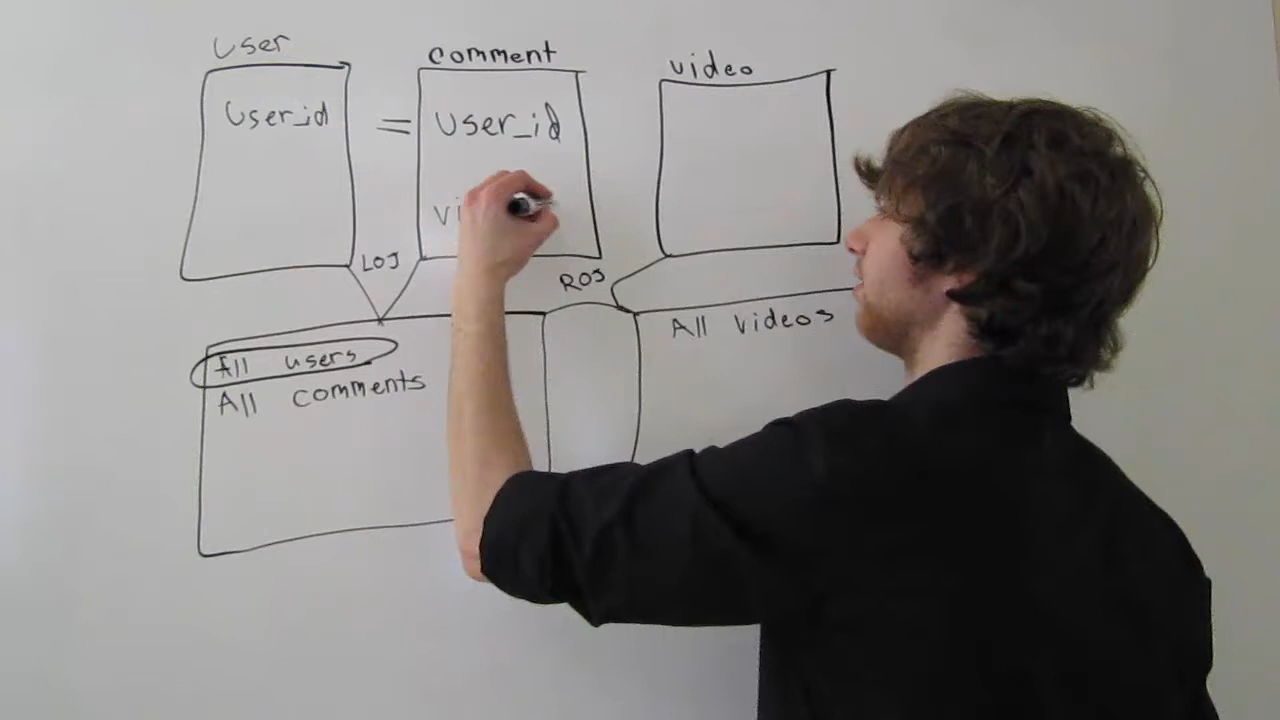 User
comment
video
User_id
=
User_id
LOJ
ROJ
All users
All comments
All videos